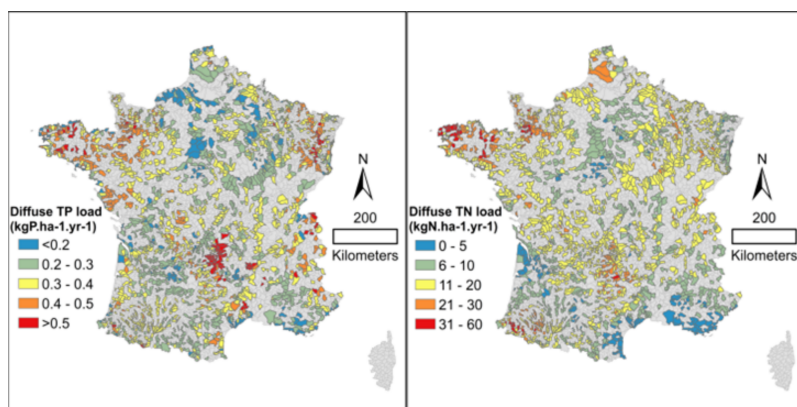 N
200
Kilometers
Diffuse TP load
(kgP.ha-1.yr-1)
<0.2
0.2 - 0.3
0.3 - 0.4
0.4 - 0.5
>0.5
N
200
Kilometers
Diffuse TN load
(kgN.ha-1.yr-1)
0 - 5
6 - 10
11 - 20
21 - 30
31 - 60